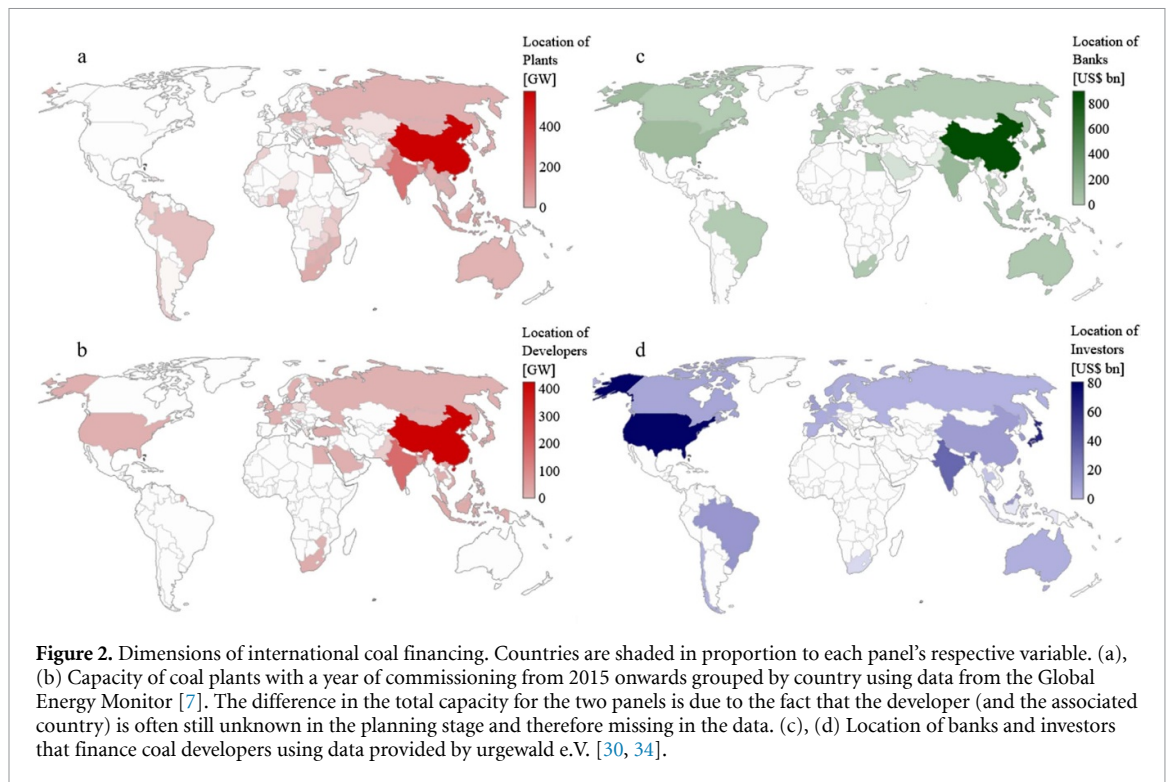 a
Location of
Plants
[GW]
400
200
0
c
Location of
Banks
[US$ bn]
800
600
400
200
0
b
Location of
Developers
[GW]
400
300
200
100
0
d
Location of
Investors
[US$ bn]
80
60
40
20
0
Figure 2. Dimensions of international coal financing. Countries are shaded in proportion to each panel's respective variable. (a),
(b) Capacity of coal plants with a year of commissioning from 2015 onwards grouped by country using data from the Global
Energy Monitor [7]. The difference in the total capacity for the two panels is due to the fact that the developer (and the associated
country) is often still unknown in the planning stage and therefore missing in the data. (c), (d) Location of banks and investors
that finance coal developers using data provided by urgewald e.V. [30, 34].